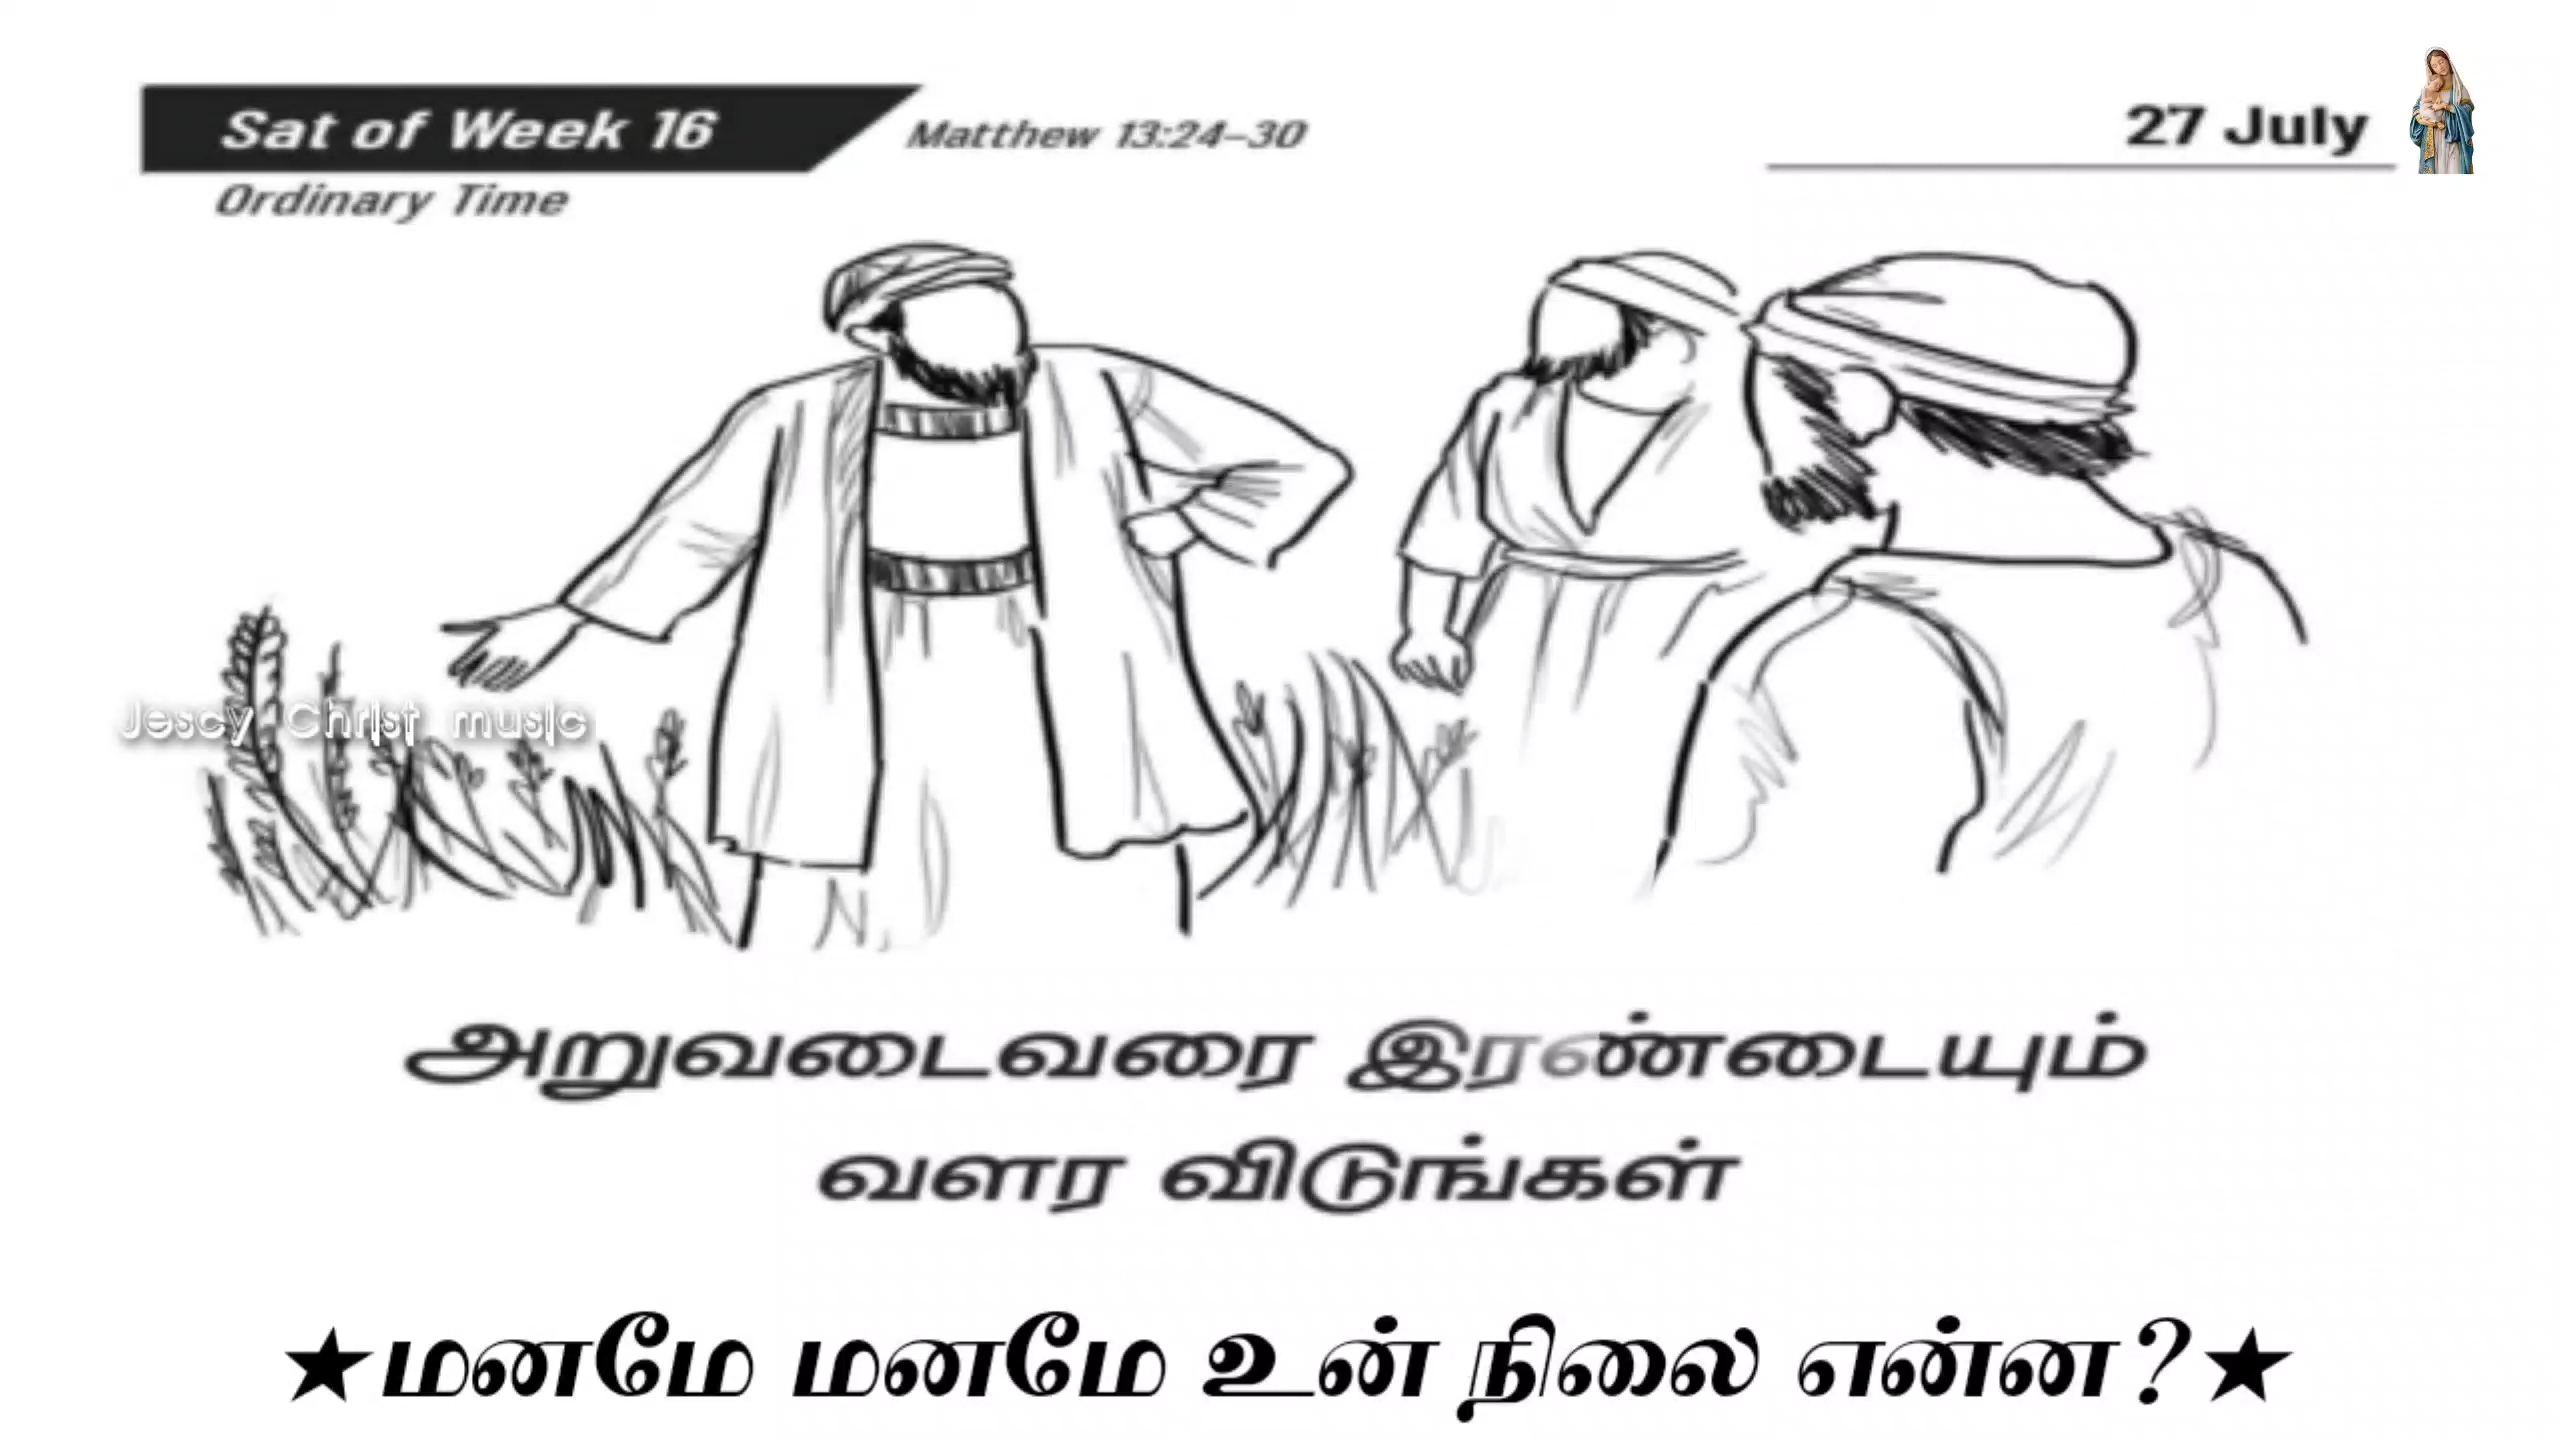 Sat of Week 16
Matthew 13:24–30
27 July
Ordinary Time
Jescy Christ music
அறுவடைவரை இரண்டையும்
வளர விடுங்கள்
★மனமே மனமே உன் நிலை என்ன?★